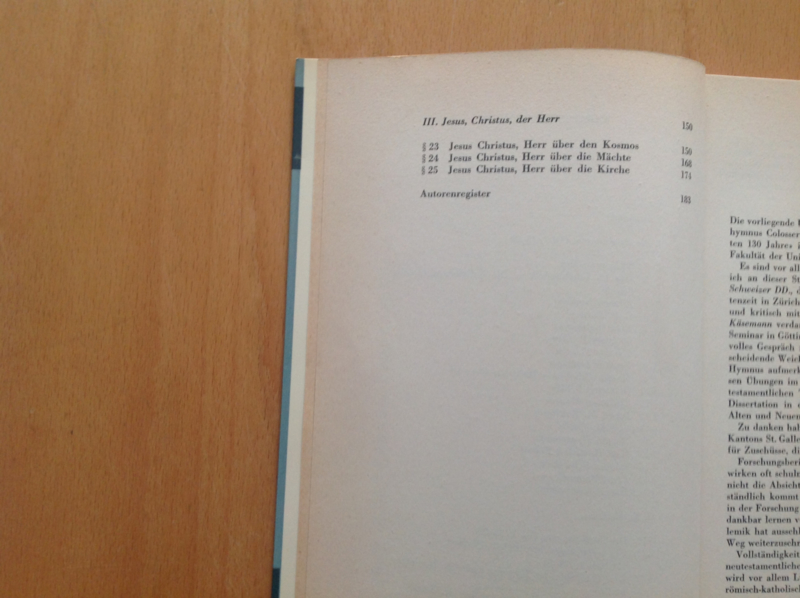 III. Jesus, Christus, der Herr 150
§ 23 Jesus Christus, Herr über den Kosmos 150
§ 24 Jesus Christus, Herr über die Mächte 168
§ 25 Jesus Christus, Herr über die Kirche 174
Autorenregister 183
Die vorliegende
hymnus Colosser
ten 130 Jahre»
Fakultät der Uni
Es sind vor all
ich an dieser St
Schweizer DD.,
tenzeit in Zürich
und kritisch mit
Käsemann verda
Seminar in Götti
volles Gespräch
scheidende Weich
Hymnus aufmerk
sen Übungen im
testamentlichen
Dissertation in
Alten und Neuen
Zu danken hab
Kantons St. Galle
für Zuschüsse, di
Forschungsberi
wirken oft schul
nicht die Absicht
ständlich kommt
in der Forschung
dankbar lernen v
lemik hat aussch
Weg weiterzuschr
Vollständigkeit
neutestamentliche
wird vor allem Li
römisch-katholisc